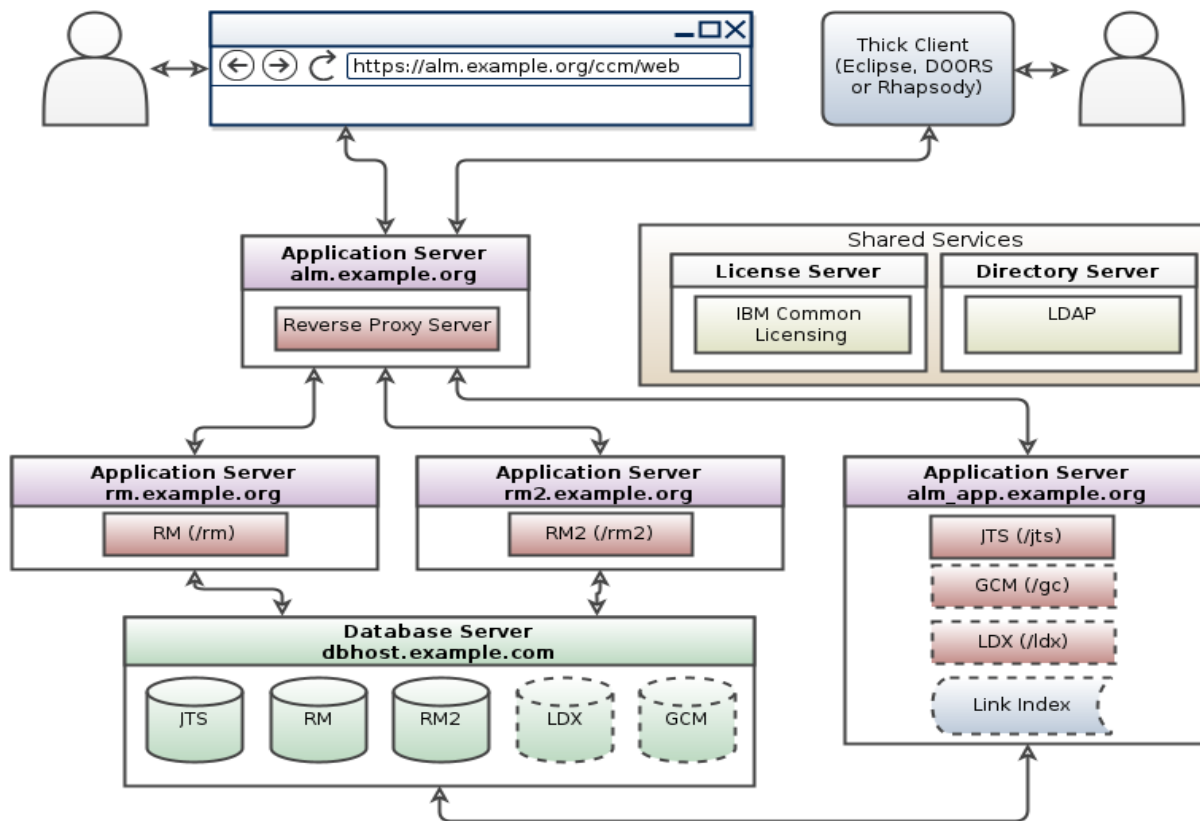 https://alm.example.org/ccm/web
Thick Client
(Eclipse, DOORS
or Rhapsody)
Application Server
alm.example.org
Reverse Proxy Server
Shared Services
License Server
IBM Common
Licensing
Directory Server
LDAP
Application Server
rm.example.org
RM (/rm)
Application Server
rm2.example.org
RM2 (/rm2)
Application Server
alm_app.example.org
JTS (/jts)
GCM (/gc)
LDX (/ldx)
Link Index
Database Server
dbhost.example.com
JTS
RM
RM2
LDX
GCM